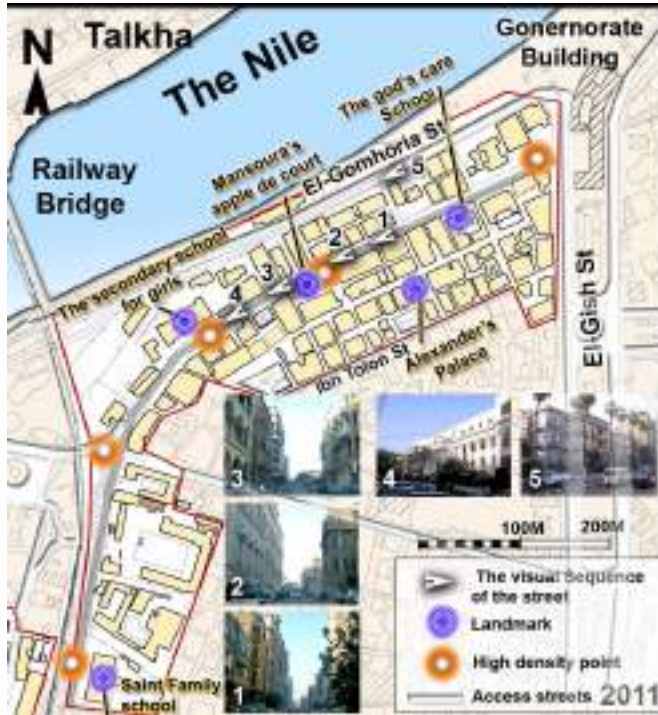 N
Talkha
The Nile
Gonernorate
Building
The god's care
School
Mansoura's
apple de court
El-Gomhoria St
Railway
Bridge
The secondary school
for girls
5
1
2
3
4
Ibn Tolon St
Alexander's
Palace
El-Gish St
3
4
5
2
1
100M
200M
The visual Sequence
of the street
Landmark
High density point
Access streets
2011
Saint Family
school